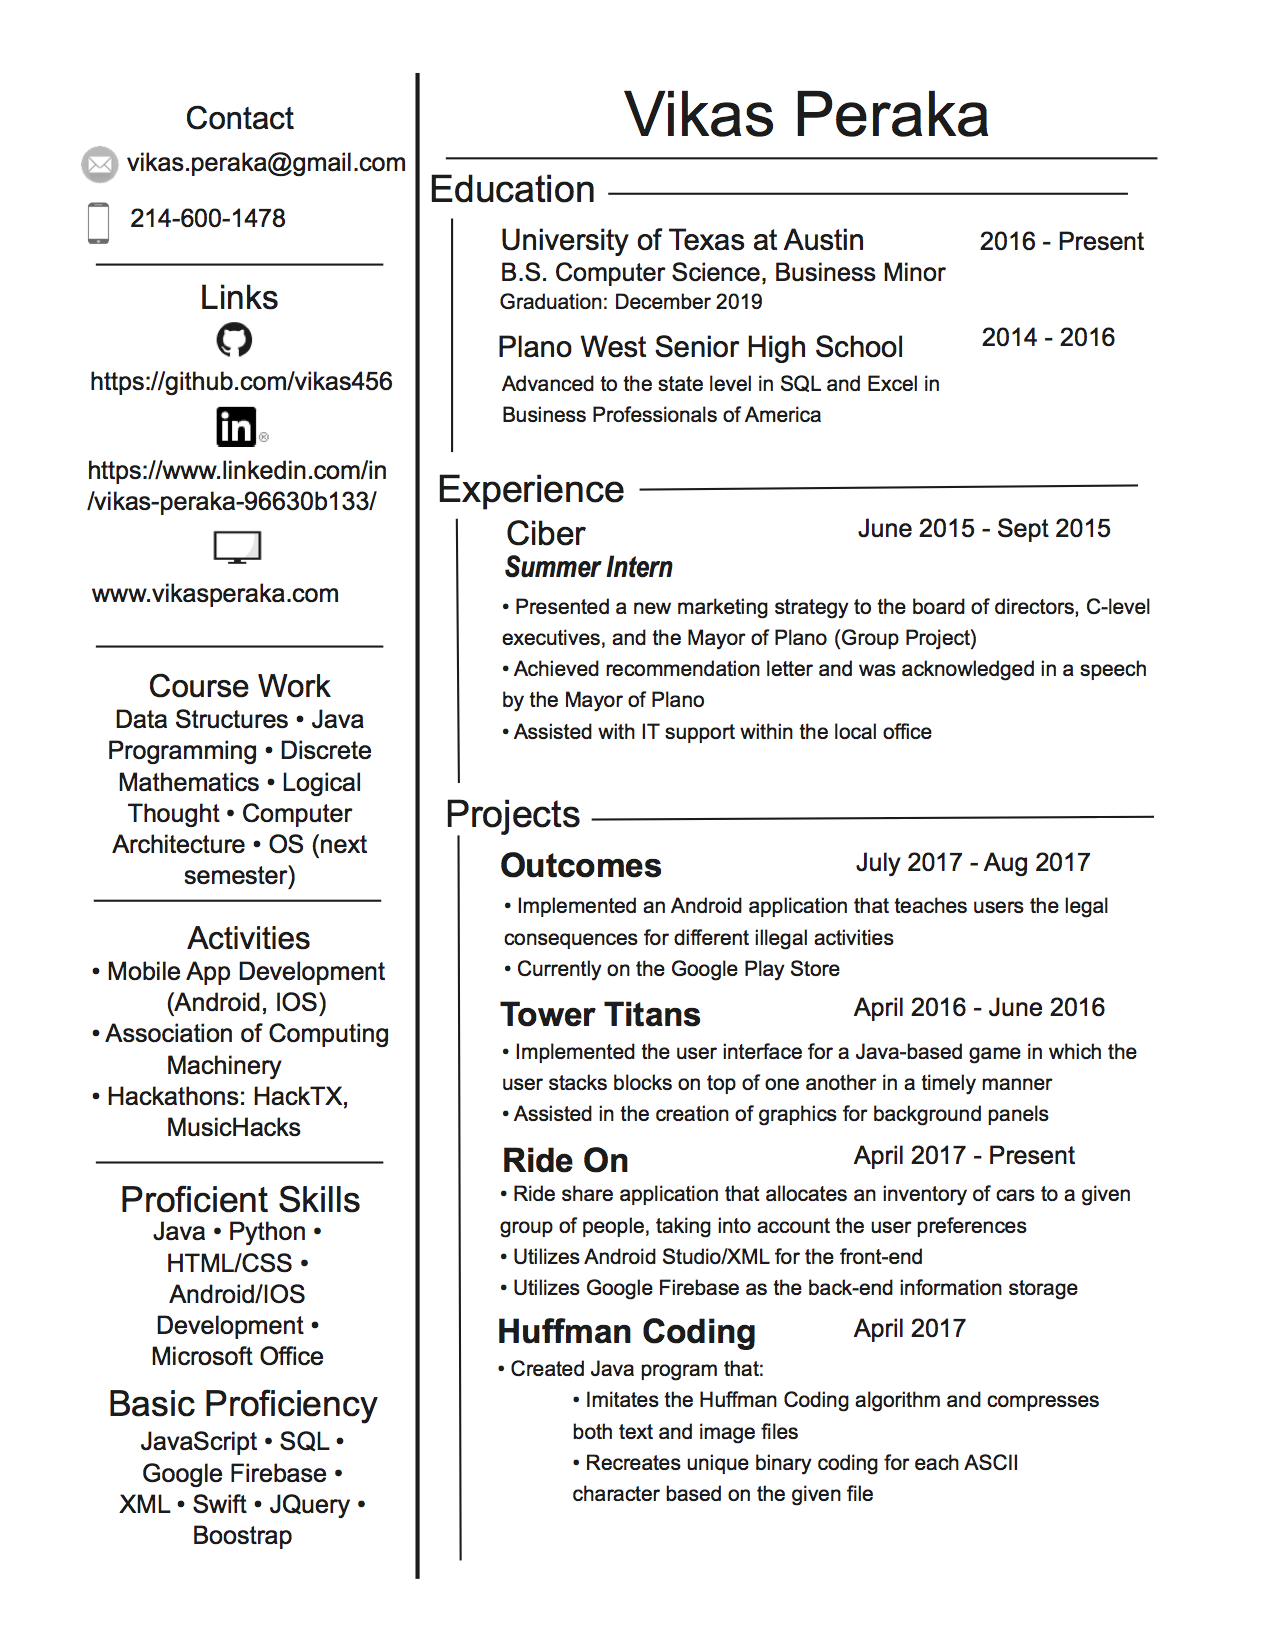 Contact
vikas.peraka@gmail.com
214-600-1478
Links
https://github.com/vikas456
in ®
https://www.linkedin.com/in
/vikas-peraka-96630b133/
www.vikasperaka.com
Course Work
Data Structures • Java
Programming • Discrete
Mathematics • Logical
Thought • Computer
Architecture • OS (next
semester)
Activities
• Mobile App Development
(Android, IOS)
• Association of Computing
Machinery
• Hackathons: HackTX,
MusicHacks
Proficient Skills
Java • Python •
HTML/CSS •
Android/IOS
Development •
Microsoft Office
Basic Proficiency
JavaScript • SQL •
Google Firebase •
XML • Swift • JQuery •
Boostrap
Vikas Peraka
Education
University of Texas at Austin 2016 - Present
B.S. Computer Science, Business Minor
Graduation: December 2019
Plano West Senior High School 2014 - 2016
Advanced to the state level in SQL and Excel in
Business Professionals of America
Experience
Ciber June 2015 - Sept 2015
Summer Intern
• Presented a new marketing strategy to the board of directors, C-level
executives, and the Mayor of Plano (Group Project)
• Achieved recommendation letter and was acknowledged in a speech
by the Mayor of Plano
• Assisted with IT support within the local office
Projects
Outcomes July 2017 - Aug 2017
• Implemented an Android application that teaches users the legal
consequences for different illegal activities
• Currently on the Google Play Store
Tower Titans April 2016 - June 2016
• Implemented the user interface for a Java-based game in which the
user stacks blocks on top of one another in a timely manner
• Assisted in the creation of graphics for background panels
Ride On April 2017 - Present
• Ride share application that allocates an inventory of cars to a given
group of people, taking into account the user preferences
• Utilizes Android Studio/XML for the front-end
• Utilizes Google Firebase as the back-end information storage
Huffman Coding April 2017
• Created Java program that:
• Imitates the Huffman Coding algorithm and compresses
both text and image files
• Recreates unique binary coding for each ASCII
character based on the given file